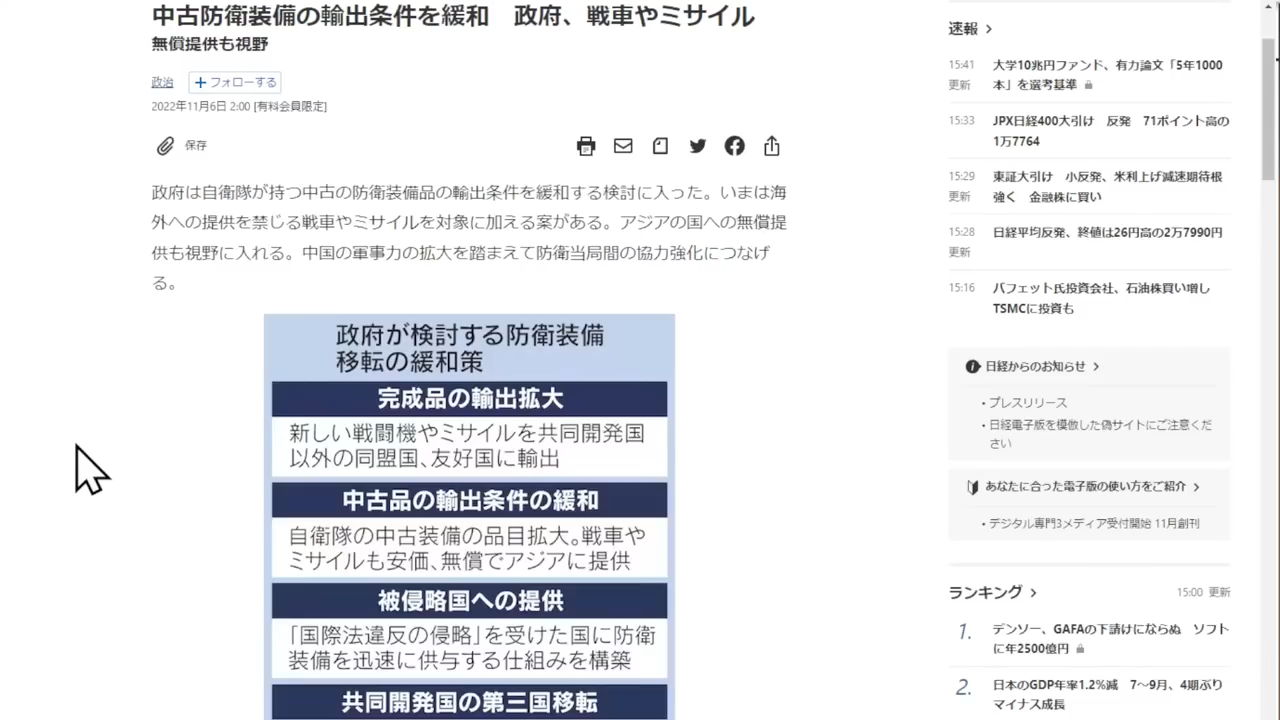 中古防衛装備の輸出条件を緩和　政府、戦車やミサイル
無償提供も視野
政治
フォローする
2022年11月6日 2:00 [有料会員限定]
保存
政府は自衛隊が持つ中古の防衛装備品の輸出条件を緩和する検討に入った。いまは海
外への提供を禁じる戦車やミサイルを対象に加える案がある。アジアの国への無償提
供も視野に入れる。中国の軍事力の拡大を踏まえて防衛当局間の協力強化につなげ
る。
政府が検討する防衛装備
移転の緩和策
完成品の輸出拡大
新しい戦闘機やミサイルを共同開発国
以外の同盟国、友好国に輸出
中古品の輸出条件の緩和
自衛隊の中古装備の品目拡大。戦車や
ミサイルも安価、無償でアジアに提供
被侵略国への提供
「国際法違反の侵略」を受けた国に防衛
装備を迅速に供与する仕組みを構築
共同開発国の第三国移転
速報
15:41
更新
大学10兆円ファンド、有力論文「5年1000
本」を選考基準
15:33
JPX日経400大引け　反発　71ポイント高の
1万7764
15:29
更新
東証大引け　小反発、米利上げ減速期待根
強く　金融株に買い
15:28
更新
日経平均反発、終値は26円高の2万7990円
15:16
バフェット氏投資会社、石油株買い増し
TSMCに投資も
日経からのお知らせ
・プレスリリース
・日経電子版を模倣した偽サイトにご注意くだ
さい
あなたに合った電子版の使い方をご紹介
・デジタル専門3メディア受付開始 11月創刊
ランキング
15:00 更新
1.
デンソー、GAFAの下請けにならぬ　ソフト
に年2500億円
2.
日本のGDP年率1.2%減　7〜9月、4期ぶり
マイナス成長